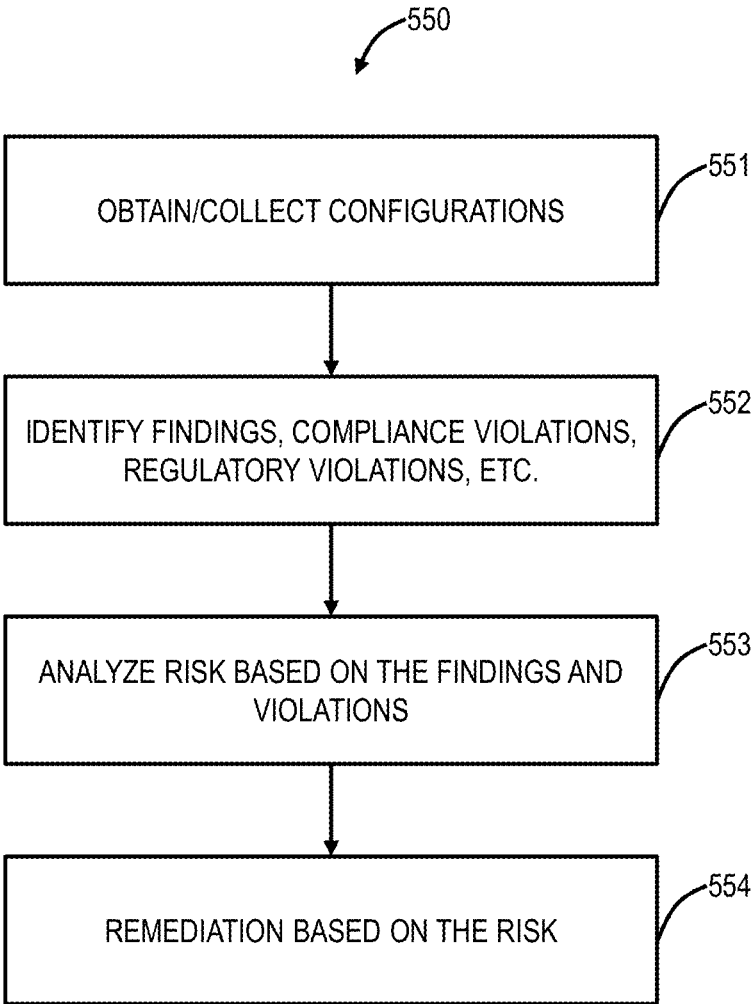 550
OBTAIN/COLLECT CONFIGURATIONS
551
IDENTIFY FINDINGS, COMPLIANCE VIOLATIONS,
REGULATORY VIOLATIONS, ETC.
552
ANALYZE RISK BASED ON THE FINDINGS AND
VIOLATIONS
553
REMEDIATION BASED ON THE RISK
554